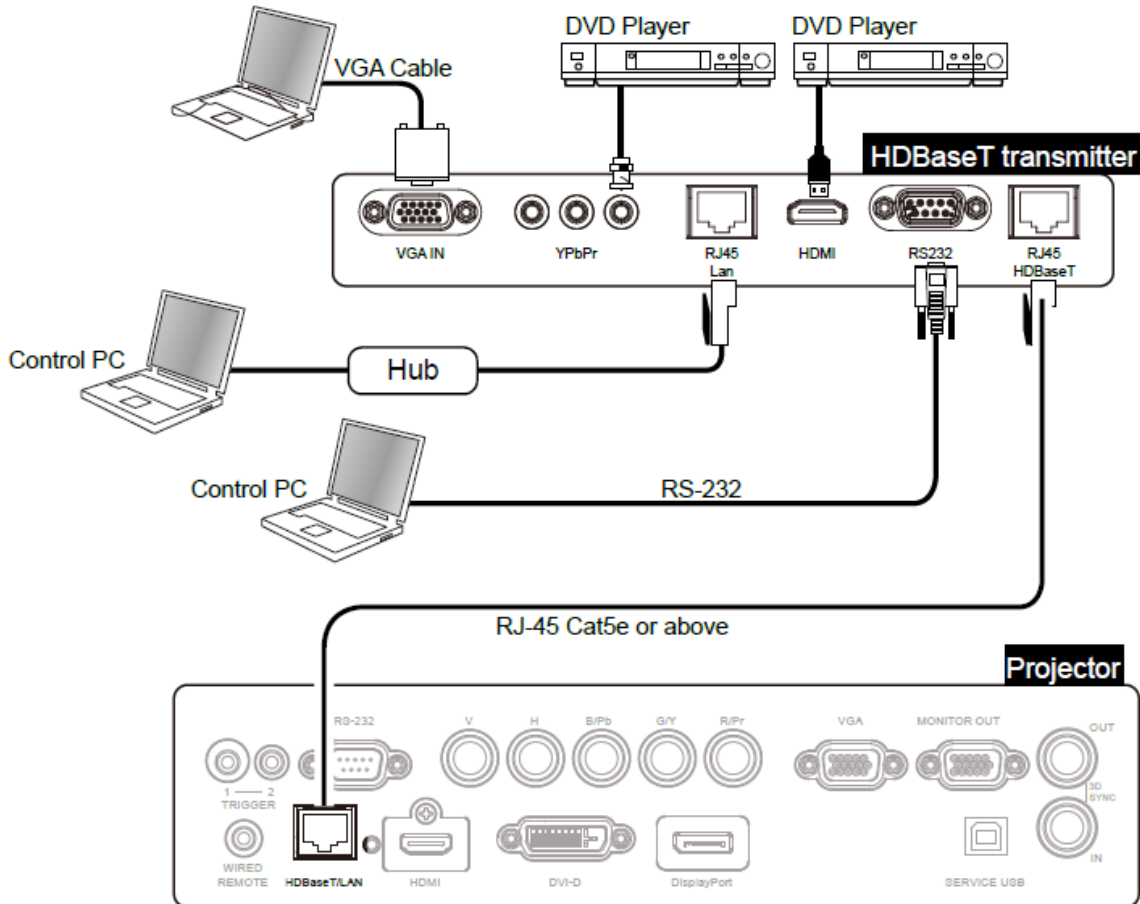 DVD Player
DVD Player
VGA Cable
HDBaseT transmitter
VGA IN
YPbPr
RJ45
Lan
HDMI
RS232
RJ45
HDBaseT
Control PC
Hub
Control PC
RS-232
RJ-45 Cat5e or above
Projector
RS-232
V
H
B/Pb
G/Y
R/Pr
VGA
MONITOR OUT
OUT
1
2
TRIGGER
3D
SYNC
WIRED
REMOTE
HDBaseT/LAN
HDMI
DVI-D
DisplayPort
SERVICE USB
IN